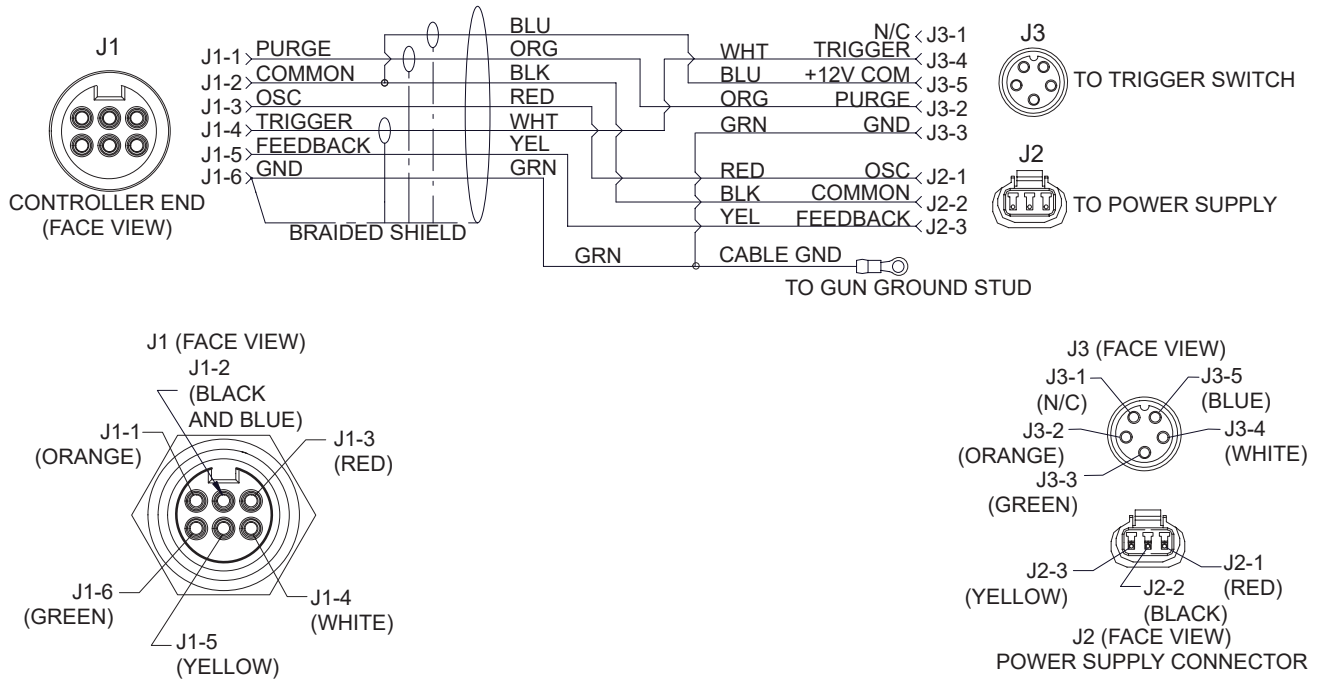 J1
J1-1 PURGE
J1-2 COMMON
J1-3 OSC
J1-4 TRIGGER
J1-5 FEEDBACK
J1-6 GND
CONTROLLER END
(FACE VIEW)
BRAIDED SHIELD
BLU
ORG
BLK
RED
WHT
YEL
GRN
N/C J3-1
WHT TRIGGER J3-4
BLU +12V COM J3-5
ORG PURGE J3-2
GRN GND J3-3
RED OSC J2-1
BLK COMMON J2-2
YEL FEEDBACK J2-3
GRN CABLE GND
TO GUN GROUND STUD
J3
TO TRIGGER SWITCH
J2
TO POWER SUPPLY
J1 (FACE VIEW)
J1-2
(BLACK
AND BLUE)
J1-1
(ORANGE)
J1-3
(RED)
J1-6
(GREEN)
J1-4
(WHITE)
J1-5
(YELLOW)
J3 (FACE VIEW)
J3-1
(N/C)
J3-5
(BLUE)
J3-2
(ORANGE)
J3-4
(WHITE)
J3-3
(GREEN)
J2-3
(YELLOW)
J2-1
(RED)
J2-2
(BLACK)
J2 (FACE VIEW)
POWER SUPPLY CONNECTOR